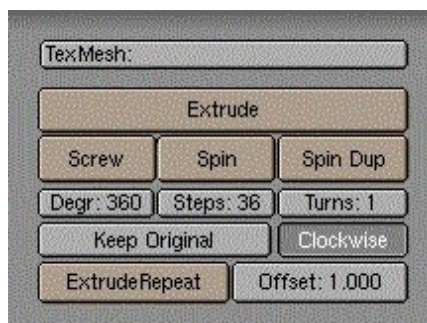 TexMesh:
Extrude
Screw Spin Spin Dup
Degr: 360 Steps: 36 Turns: 1
Keep Original Clockwise
ExtrudeRepeat Offset: 1.000